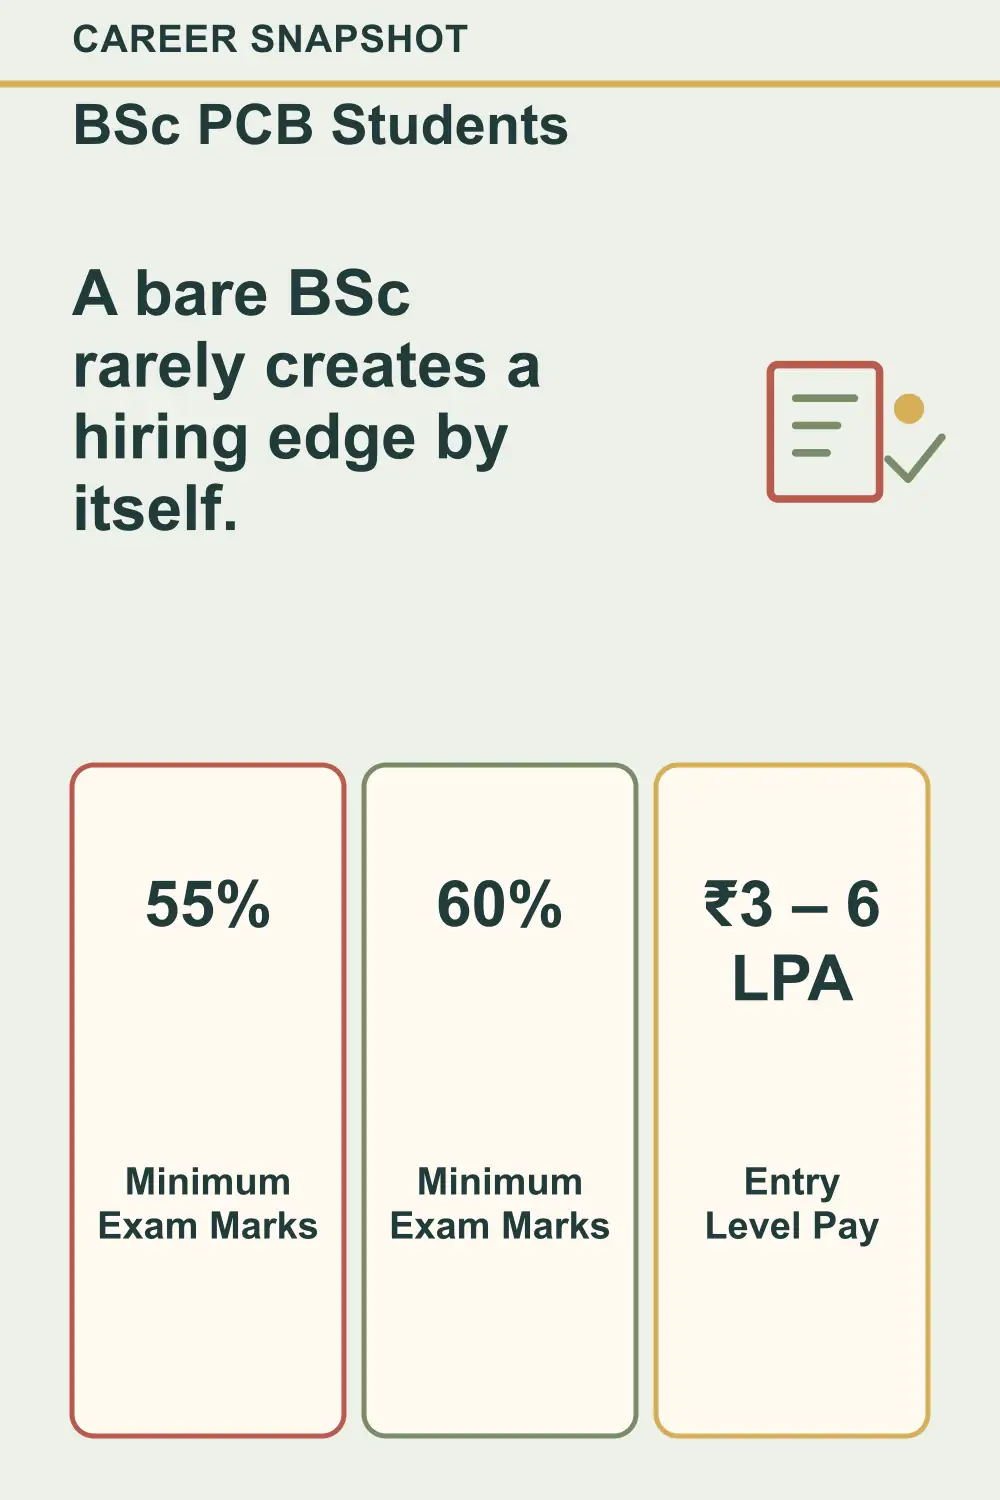 CAREER SNAPSHOT
BSc PCB Students
A bare BSc
rarely creates a
hiring edge by
itself.
55%
Minimum
Exam Marks
60%
Minimum
Exam Marks
₹3 – 6
LPA
Entry
Level Pay